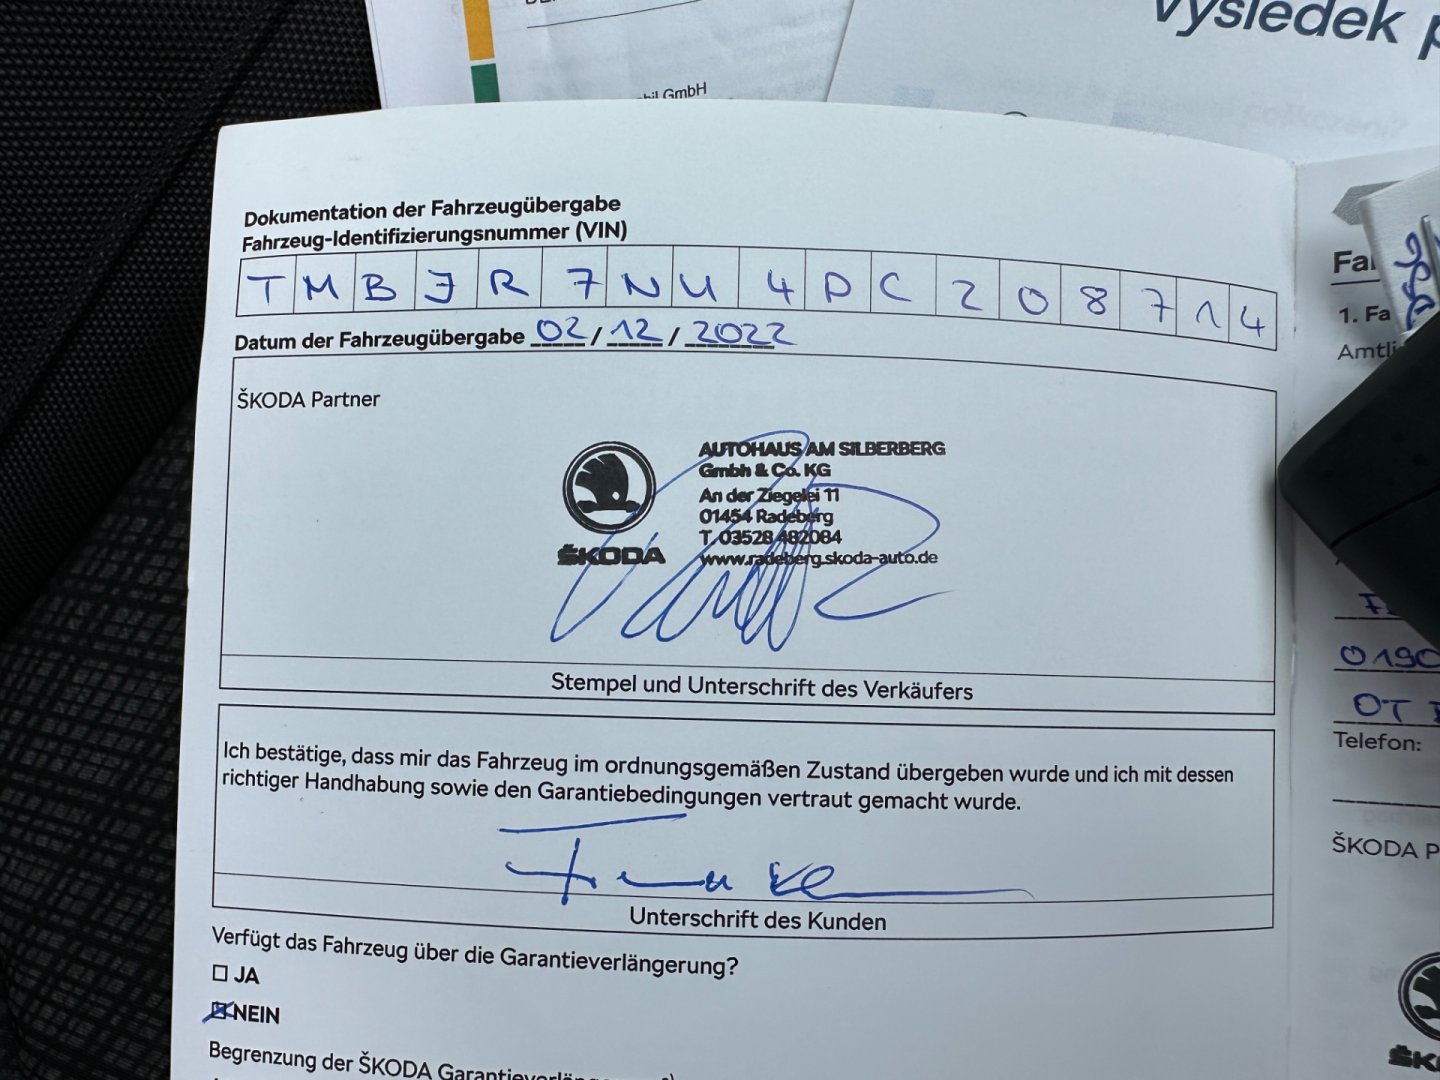 výsledek
GmbH
Dokumentation der Fahrzeugübergabe
Fahrzeug-Identifizierungsnummer (VIN)
T M B J R 7 N U 4 P C 2 0 8 7 1 4
Datum der Fahrzeugübergabe 02/12/2022
ŠKODA Partner
AUTOHAUS AM SILBERBERG
Gmbh & Co. KG
An der Ziegelei 11
01454 Radeberg
T. 03528 482084
www.radeberg.skoda-auto.de
ŠKODA
Stempel und Unterschrift des Verkäufers
Ich bestätige, dass mir das Fahrzeug im ordnungsgemäßen Zustand übergeben wurde und ich mit dessen
richtiger Handhabung sowie den Garantiebedingungen vertraut gemacht wurde.
Unterschrift des Kunden
Verfügt das Fahrzeug über die Garantieverlängerung?
JA
NEIN
Begrenzung der ŠKODA
1. Fa
0190
OT
Telefon:
ŠKODA P